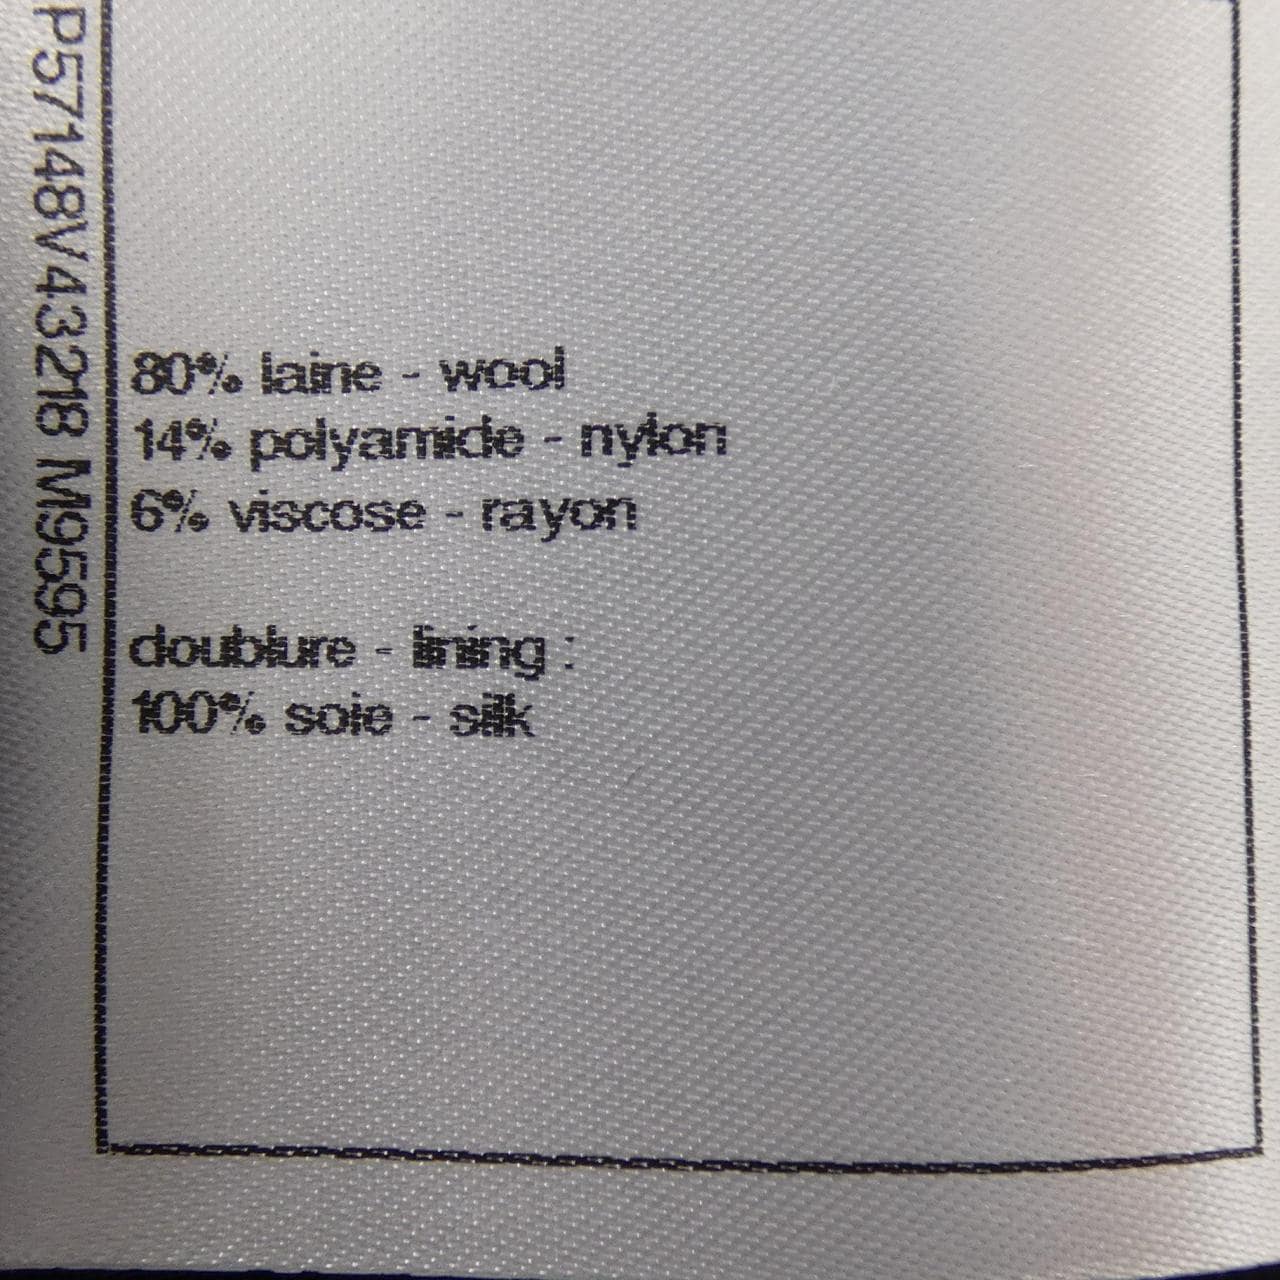 P57148V43218 M9595
80% laine - wool
14% polyamide - nylon
6% viscose - rayon
doublure - lining :
100% soie - silk